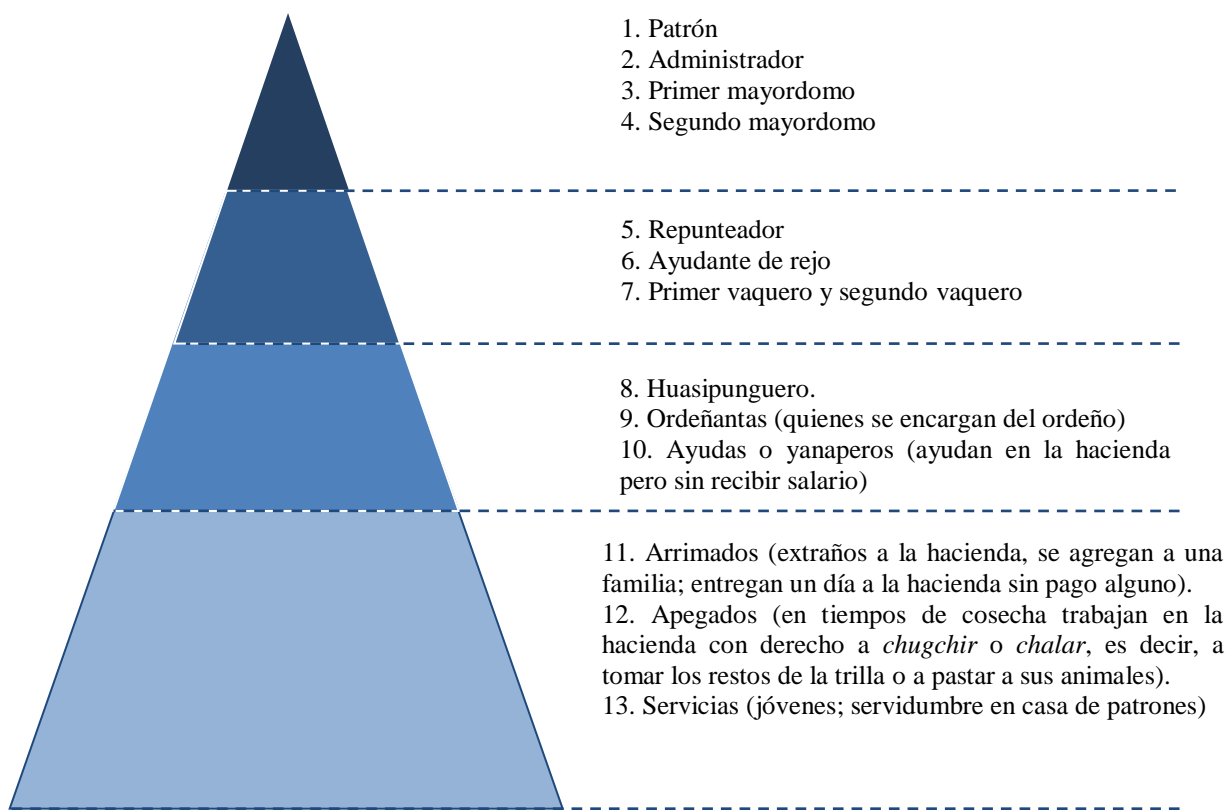 1. Patrón
2. Administrador
3. Primer mayordomo
4. Segundo mayordomo
5. Repunteador
6. Ayudante de rejo
7. Primer vaquero y segundo vaquero
8. Huasipunguero.
9. Ordeñantas (quienes se encargan del ordeño)
10. Ayudas o yanaperos (ayudan en la hacienda
pero sin recibir salario)
11. Arrimados (extraños a la hacienda, se agregan a una
familia; entregan un día a la hacienda sin pago alguno).
12. Apegados (en tiempos de cosecha trabajan en la
hacienda con derecho a chugchir o chalar, es decir, a
tomar los restos de la trilla o a pastar a sus animales).
13. Servicias (jóvenes; servidumbre en casa de patrones)